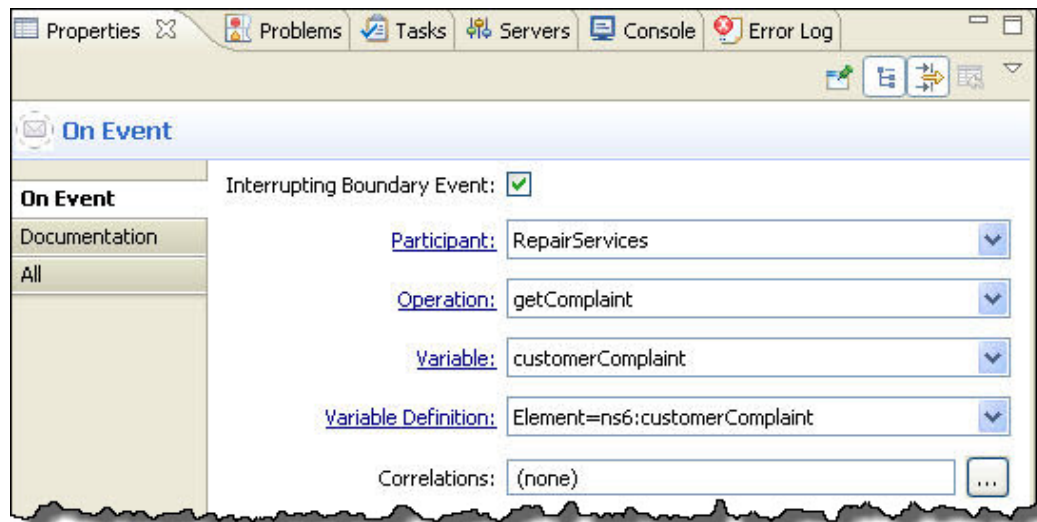 Properties Problems Tasks Servers Console Error Log
On Event
On Event
Documentation
All
Interrupting Boundary Event:
Participant: RepairServices
Operation: getComplaint
Variable: customerComplaint
Variable Definition: Element=ns6:customerComplaint
Correlations: (none) ...